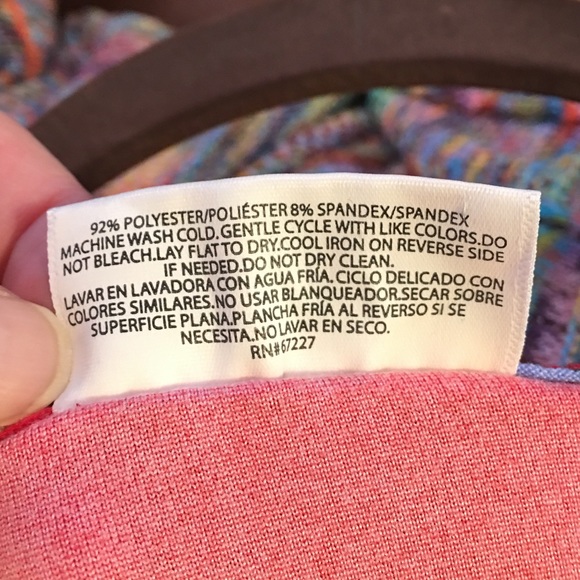 92% POLYESTER/POLIÉSTER 8% SPANDEX/SPANDEX
MACHINE WASH COLD.GENTLE CYCLE WITH LIKE COLORS.DO
NOT BLEACH.LAY FLAT TO DRY.COOL IRON ON REVERSE SIDE
IF NEEDED.DO NOT DRY CLEAN.
LAVAR EN LAVADORA CON AGUA FRÍA. CICLO DELICADO CON
COLORES SIMILARES.NO USAR BLANQUEADOR.SECAR SOBRE
SUPERFICIE PLANA.PLANCHA FRÍA AL REVERSO SI SE
NECESITA.NO LAVAR EN SECO.
RN#67227